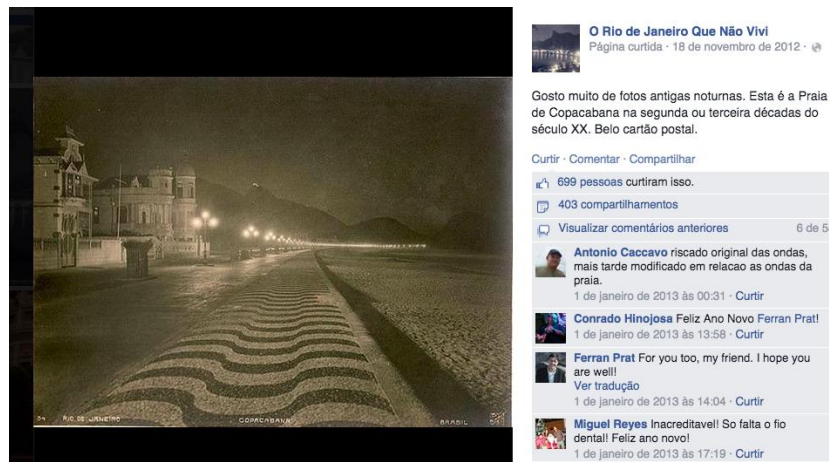 34 RIO DE JANEIRO COPACABANA BRASIL
O Rio de Janeiro Que Não Vivi
Página curtida · 18 de novembro de 2012 ·
Gosto muito de fotos antigas noturnas. Esta é a Praia
de Copacabana na segunda ou terceira décadas do
século XX. Belo cartão postal.
Curtir · Comentar · Compartilhar
699 pessoas curtiram isso.
403 compartilhamentos
Visualizar comentários anteriores 6 de 5
Antonio Caccavo riscado original das ondas,
mais tarde modificado em relacao as ondas da
praia.
1 de janeiro de 2013 às 00:31 · Curtir
Conrado Hinojosa Feliz Ano Novo Ferran Prat!
1 de janeiro de 2013 às 13:58 · Curtir
Ferran Prat For you too, my friend. I hope you
are well!
Ver tradução
1 de janeiro de 2013 às 14:04 · Curtir
Miguel Reyes Inacreditavel! So falta o fio
dental! Feliz ano novo!
1 de janeiro de 2013 às 17:19 · Curtir